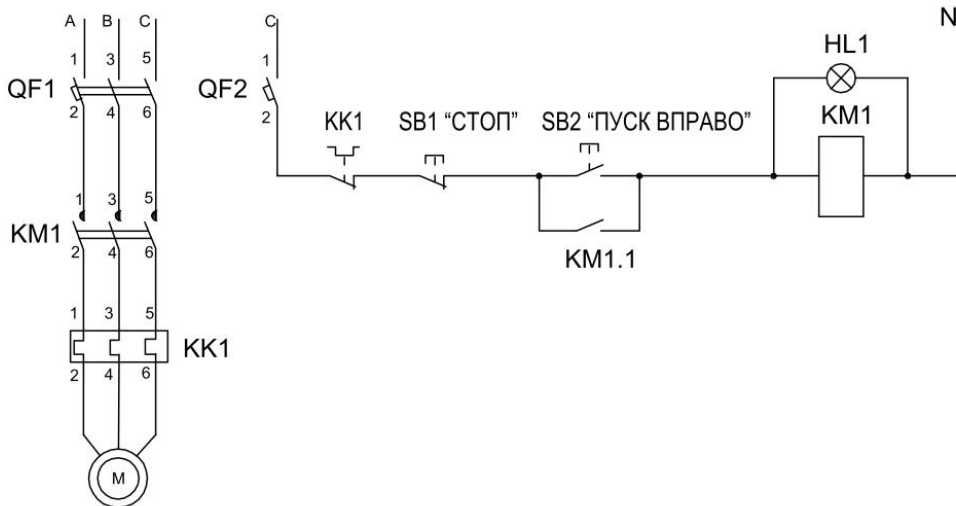 A B C
1 3 5
QF1
2 4 6
1 3 5
KM1
2 4 6
1 3 5
KK1
2 4 6
M
C
1
QF2
2
KK1
SB1 “СТОП”
SB2 “ПУСК ВПРАВО”
KM1.1
HL1
KM1
N